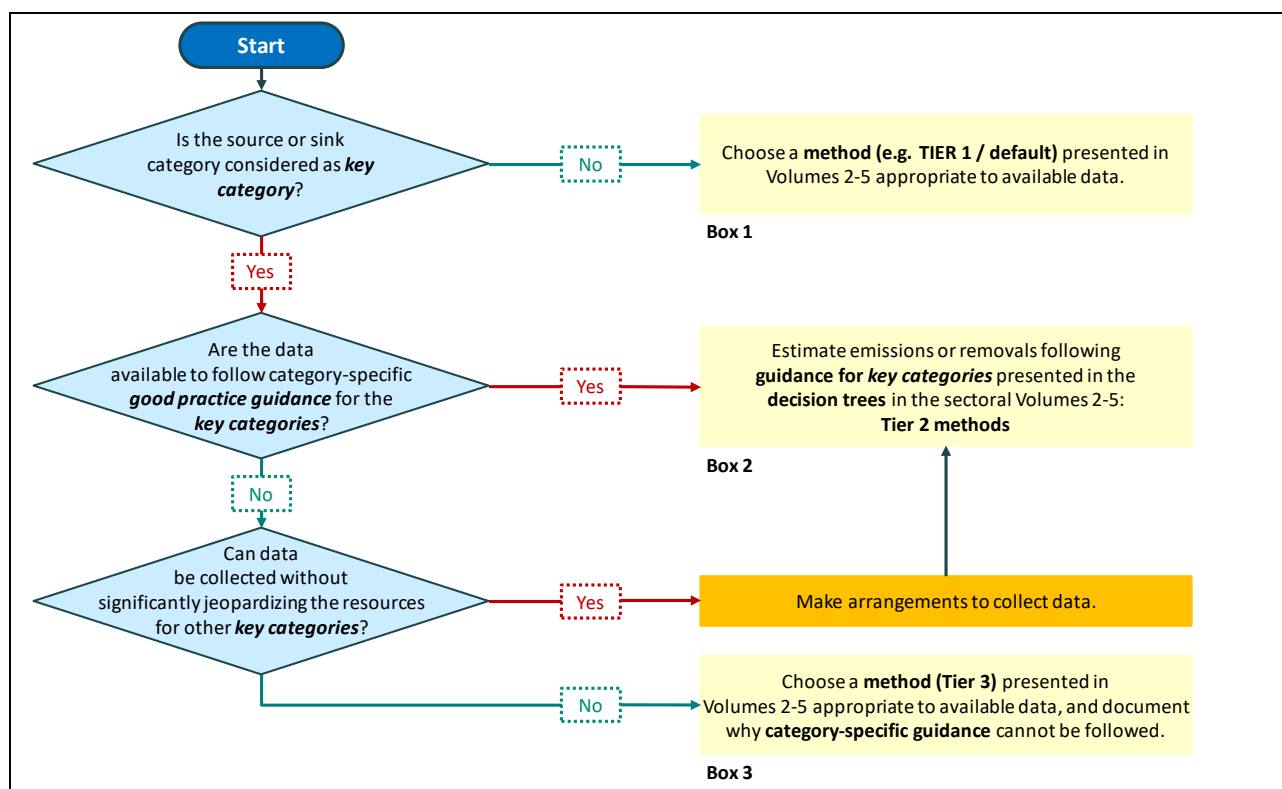 Start
Is the source or sink
category considered as key
category?
No
Choose a method (e.g. TIER 1 / default) presented in
Volumes 2-5 appropriate to available data.
Box 1
Yes
Are the data
available to follow category-specific
good practice guidance for the
key categories?
Yes
Estimate emissions or removals following
guidance for key categories presented in the
decision trees in the sectoral Volumes 2-5:
Tier 2 methods
Box 2
No
Can data
be collected without
significantly jeopardizing the resources
for other key categories?
Yes
Make arrangements to collect data.
No
Choose a method (Tier 3) presented in
Volumes 2-5 appropriate to available data, and document
why category-specific guidance cannot be followed.
Box 3